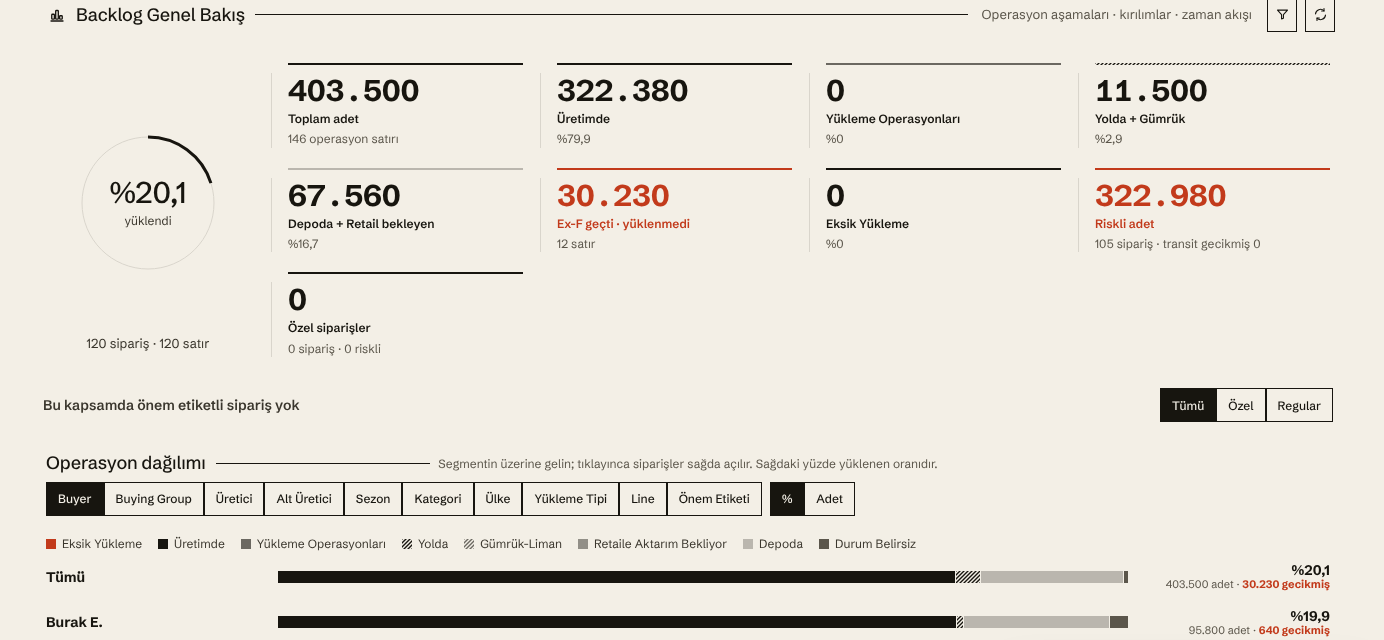 Backlog Genel Bakış
Operasyon aşamaları · kırılımlar · zaman akışı
%20,1
yüklendi
120 sipariş · 120 satır
403.500
Toplam adet
146 operasyon satırı
322.380
Üretimde
%79,9
0
Yükleme Operasyonları
%0
11.500
Yolda + Gümrük
%2,9
67.560
Depoda + Retail bekleyen
%16,7
30.230
Ex-F geçti · yüklenmedi
12 satır
0
Eksik Yükleme
%0
322.980
Riskli adet
105 sipariş · transit gecikmiş 0
0
Özel siparişler
0 sipariş · 0 riskli
Bu kapsamda önem etiketli sipariş yok
Tümü Özel Regular
Operasyon dağılımı
Segmentin üzerine gelin; tıklayınca siparişler sağda açılır. Sağdaki yüzde yüklenen oranıdır.
Buyer Buying Group Üretici Alt Üretici Sezon Kategori Ülke Yükleme Tipi Line Önem Etiketi % Adet
Eksik Yükleme Üretimde Yükleme Operasyonları Yolda Gümrük-Liman Retaile Aktarım Bekliyor Depoda Durum Belirsiz
Tümü
%20,1
403.500 adet · 30.230 gecikmiş
Burak E.
%19,9
95.800 adet · 640 gecikmiş